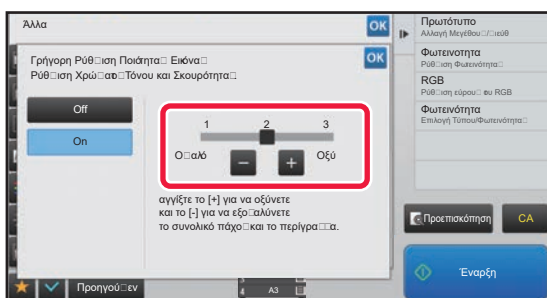 Άλλα
OK
Γρήγορη Ρύθ□ιση Ποιότητα□ Εικόνα□
Ρύθ□ιση Χρώ□ατο□Τόνου και Σκουρότητα□
OK
Off
On
1 2 3
Ο□αλό
Οξύ
αγγίξτε το [+] για να οξύνετε
και το [-] για να εξο□αλύνετε
το συνολικό πάχο□και το περίγρα□□α.
Προηγού□εν
A3
Πρωτότυπο
Αλλαγή Μεγέθου□/□ιεύθ
Φωτεινοτητα
Ρύθ□ιση Φωτεινότητα□
RGB
Ρύθ□ιση εύρου□ του RGB
Φωτεινότητα
Επιλογή Τύπου/Φωτεινότητα□
Προεπισκόπηση
CA
Έναρξη